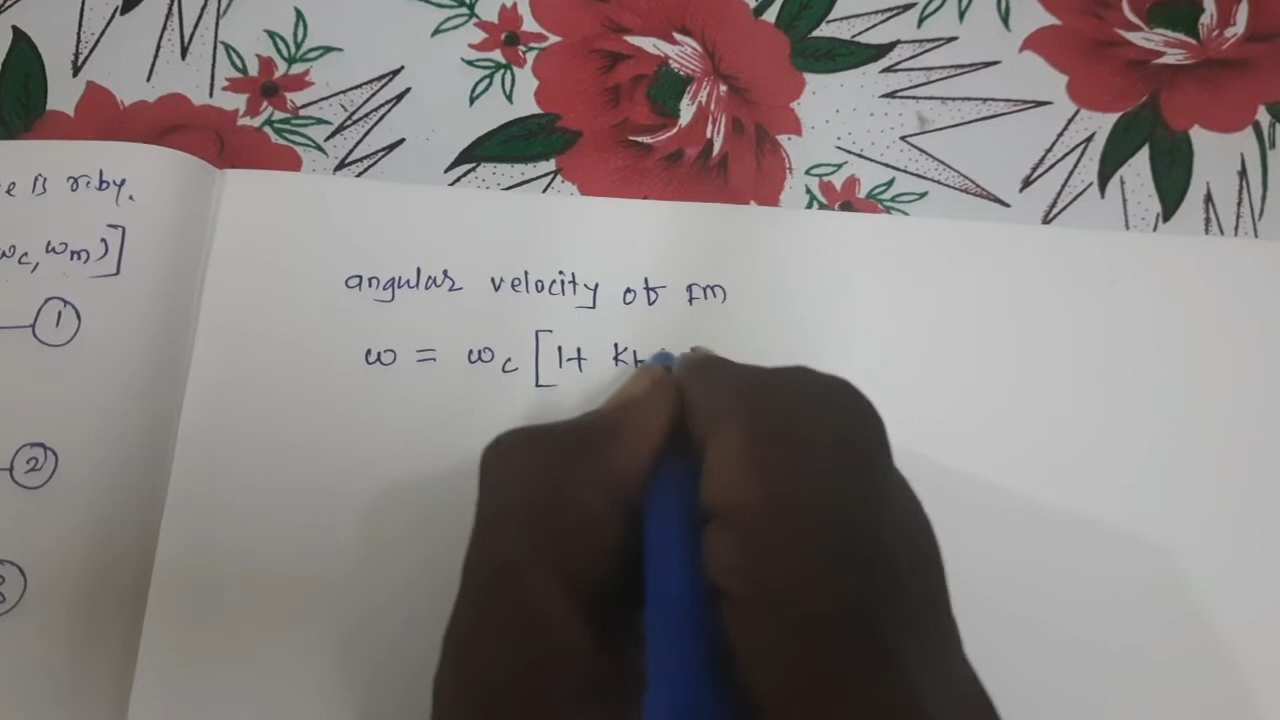 e is r.by.
ωc, ωm)]
1
2
3
angular velocity of FM
ω = ωc [1+ K